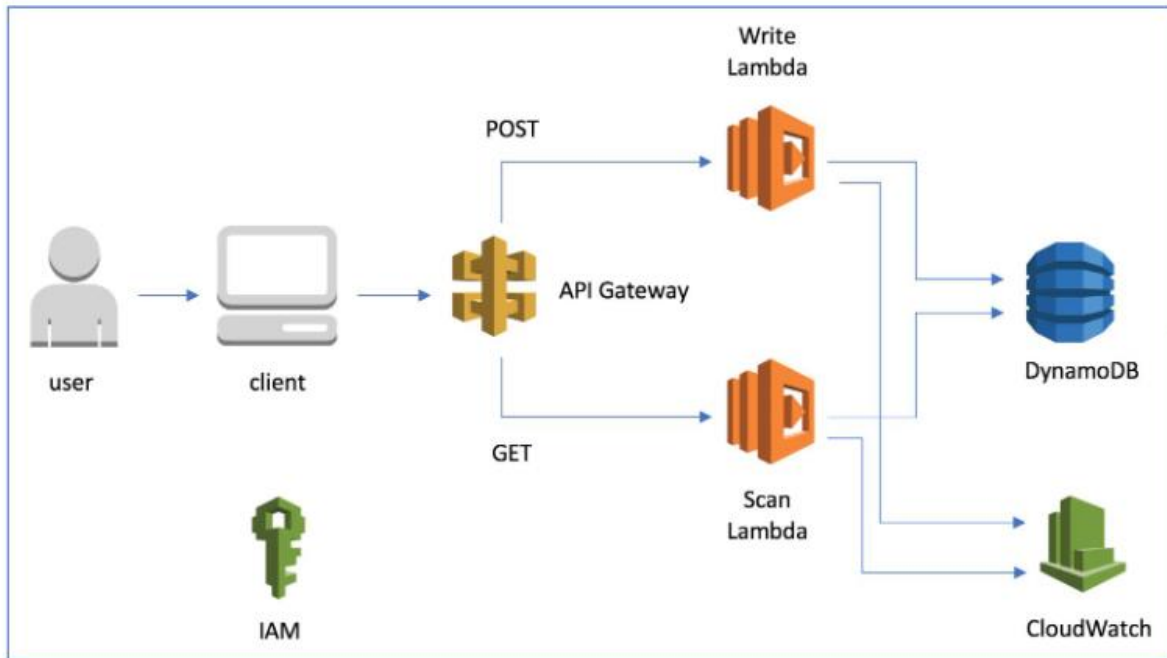 Write
Lambda
POST
API Gateway
user
client
DynamoDB
GET
Scan
Lambda
IAM
CloudWatch